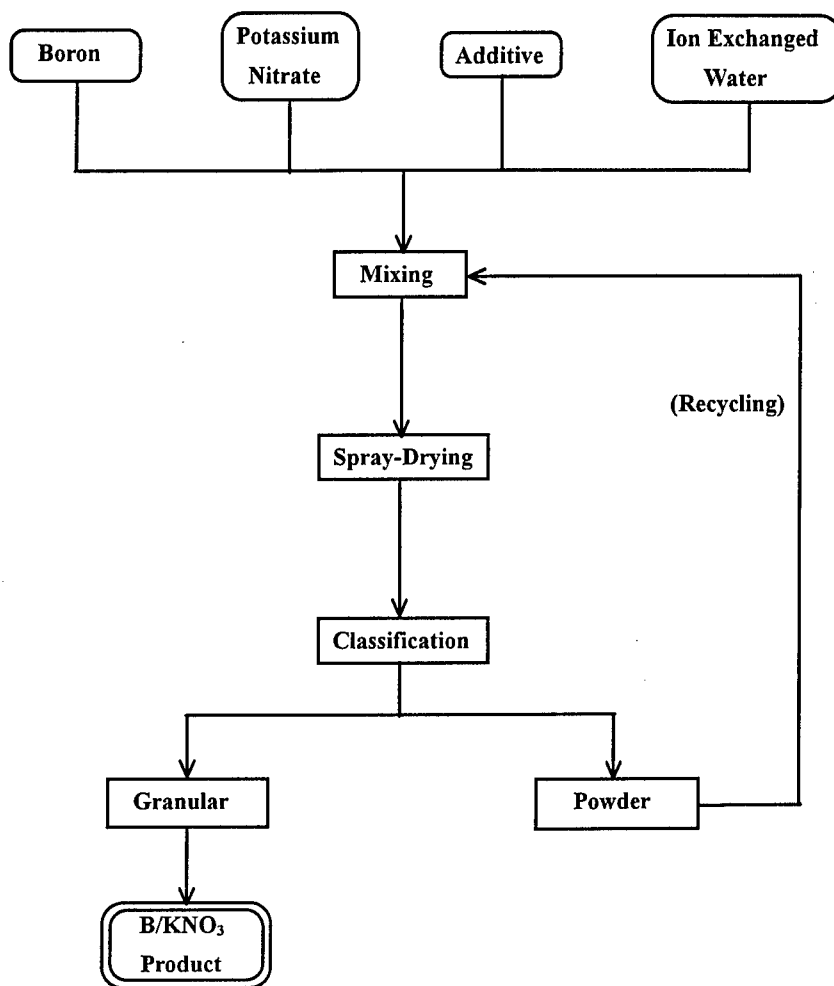 Boron
Potassium
Nitrate
Additive
Ion Exchanged
Water
Mixing
(Recycling)
Spray-Drying
Classification
Granular
Powder
B/KNO₃
Product